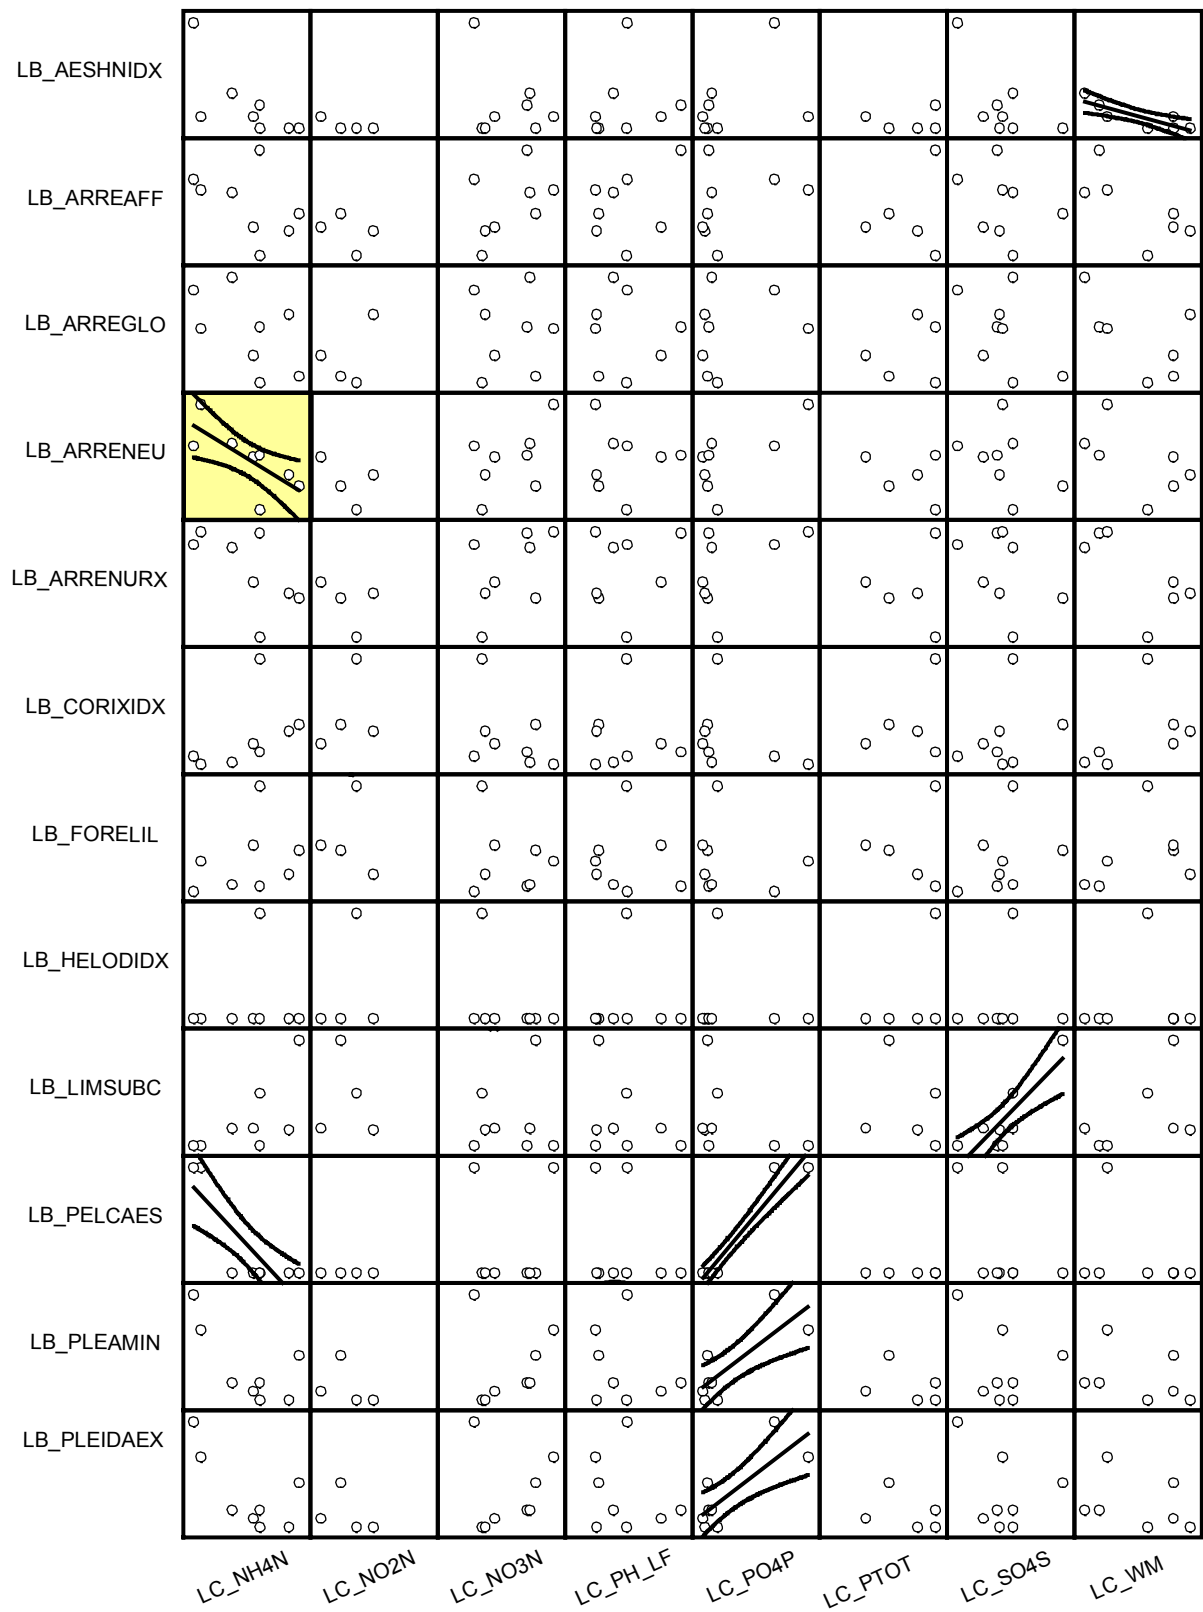 LB_AESHNIDX
LB_ARREAFF
LB_ARREGLO
LB_ARRENEU
LB_ARRENURX
LB_CORIXIDX
LB_FORELIL
LB_HELODIDX
LB_LIMSUBC
LB_PELCAES
LB_PLEAMIN
LB_PLEIDAEX
LC_NH4N LC_NO2N LC_NO3N LC_PH_LF LC_PO4P LC_PTOT LC_SO4S LC_WM